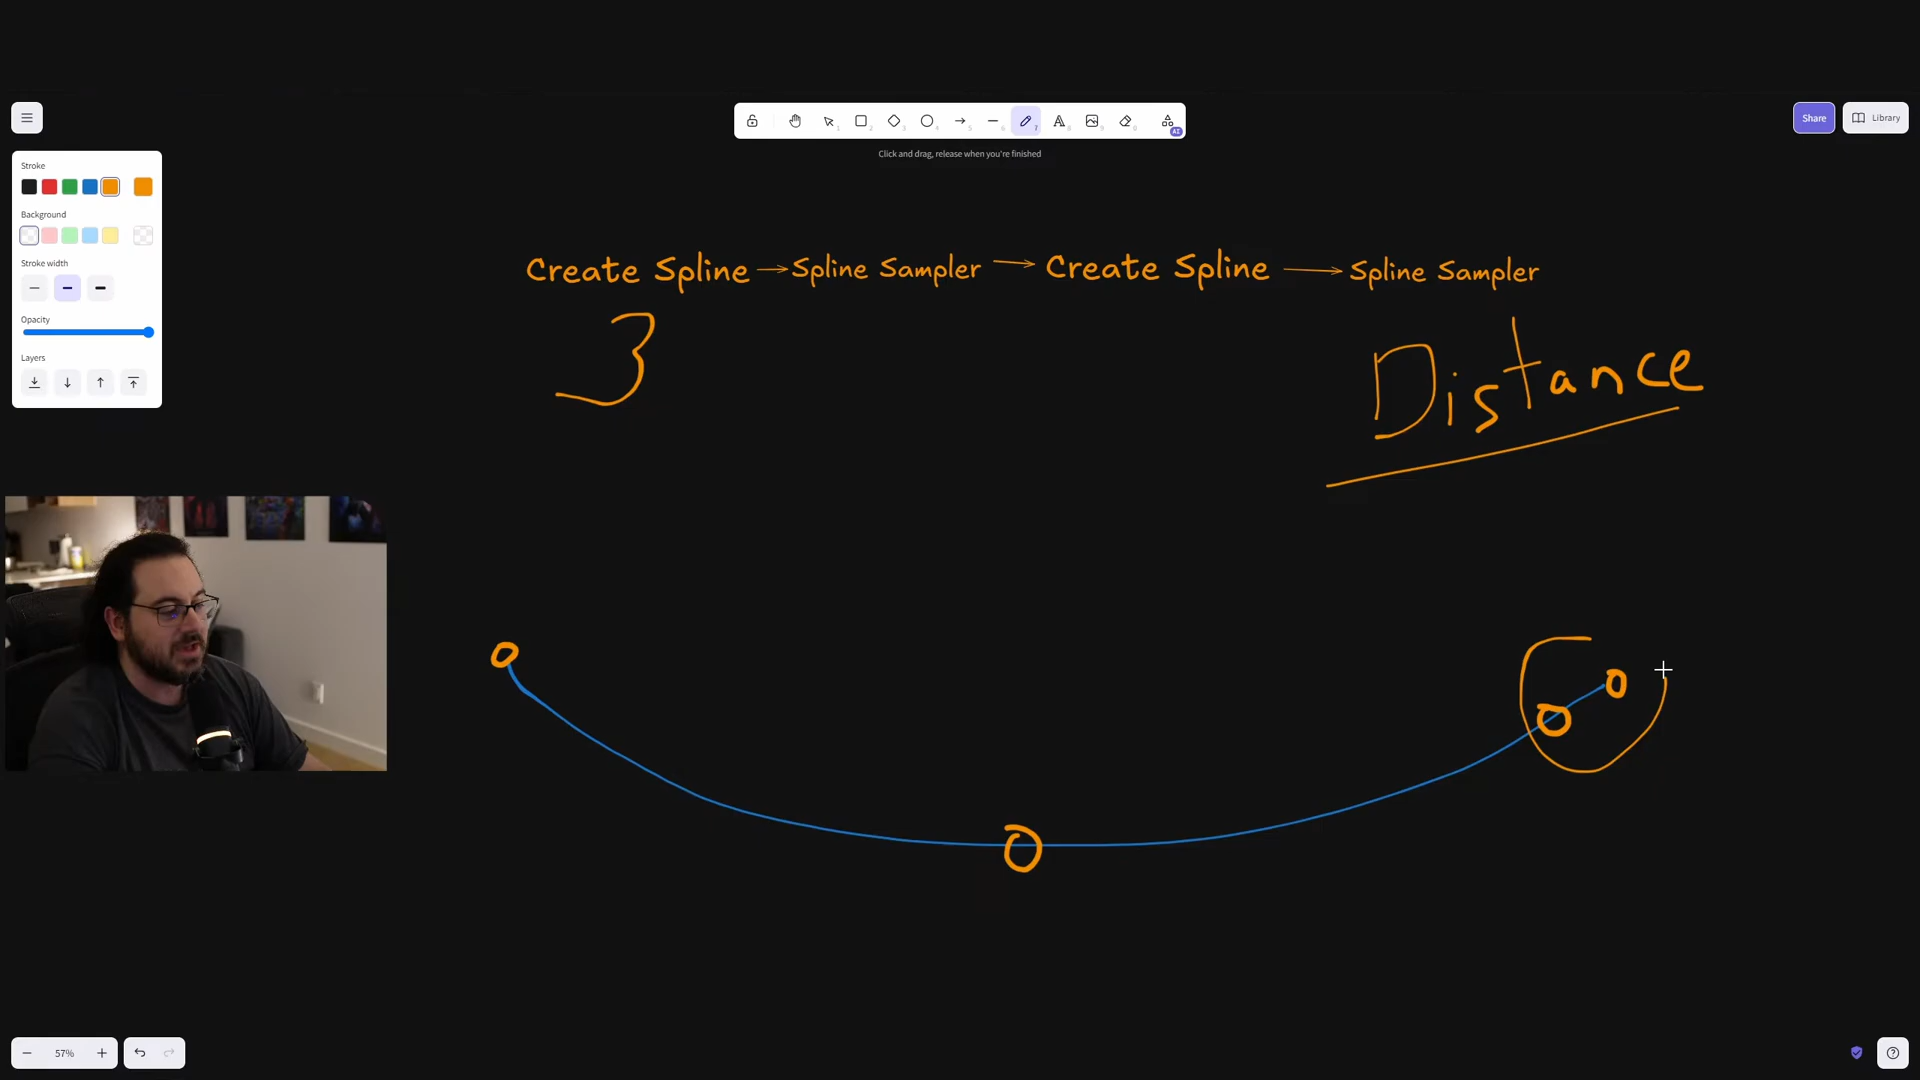 Share
Library
Click and drag, release when you're finished
Stroke
Background
Stroke width
Opacity
Layers
Create Spline → Spline Sampler → Create Spline → Spline Sampler
3
Distance
57%